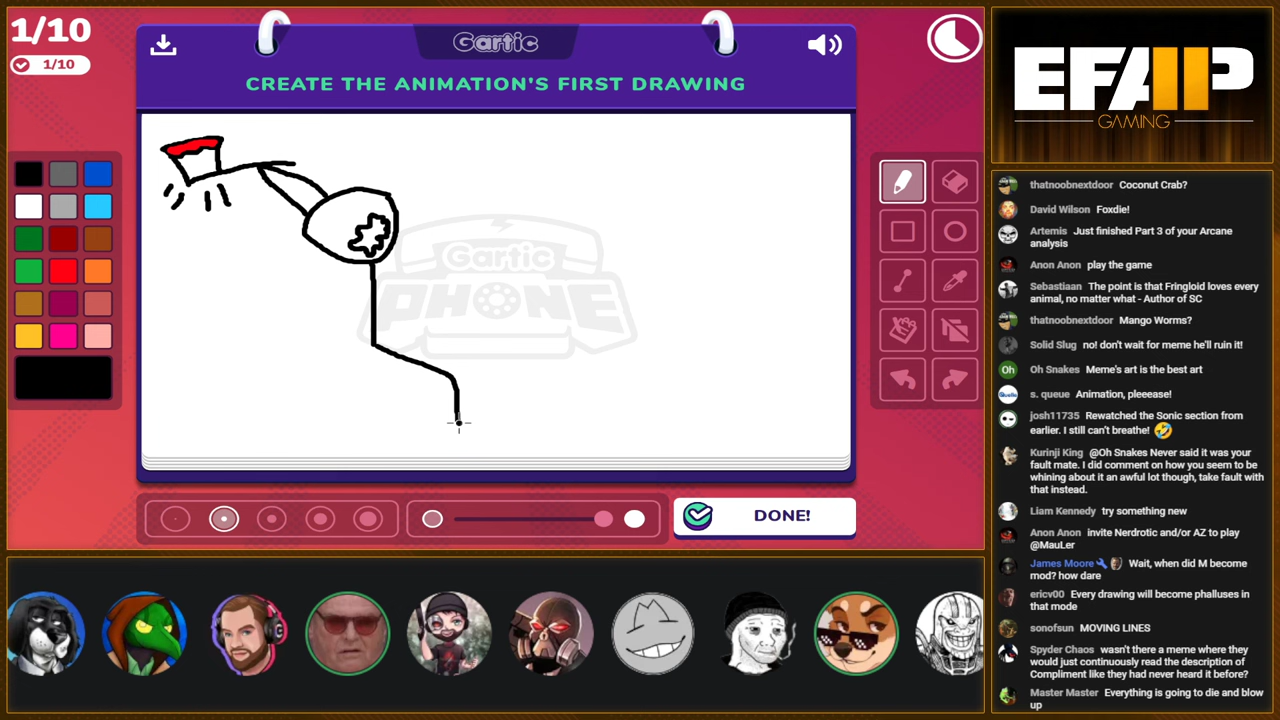 1/10
1/10
Gartic
CREATE THE ANIMATION'S FIRST DRAWING
Gartic
PHONE
DONE!
EFAP
GAMING
thatnoobnextdoor Coconut Crab?
David Wilson Foxdie!
Artemis Just finished Part 3 of your Arcane
analysis
Anon Anon play the game
Sebastiaan The point is that Fringloid loves every
animal, no matter what - Author of SC
thatnoobnextdoor Mango Worms?
Solid Slug no! don't wait for meme he'll ruin it!
Oh
Oh Snakes Meme's art is the best art
s. queue Animation, pleeease!
josh11735 Rewatched the Sonic section from
earlier. I still can't breathe! 🤣
Kurinji King @Oh Snakes Never said it was your
fault mate. I did comment on how you seem to be
whining about it an awful lot though, take fault with
that instead.
Liam Kennedy try something new
Anon Anon invite Nerdrotic and/or AZ to play
@MauLer
James Moore Wait, when did M become
mod? how dare
ericv00 Every drawing will become phalluses in
that mode
sonofsun MOVING LINES
Spyder Chaos wasn't there a meme where they
would just continuously read the description of
Compliment like they had never heard it before?
Master Master Everything is going to die and blow
up